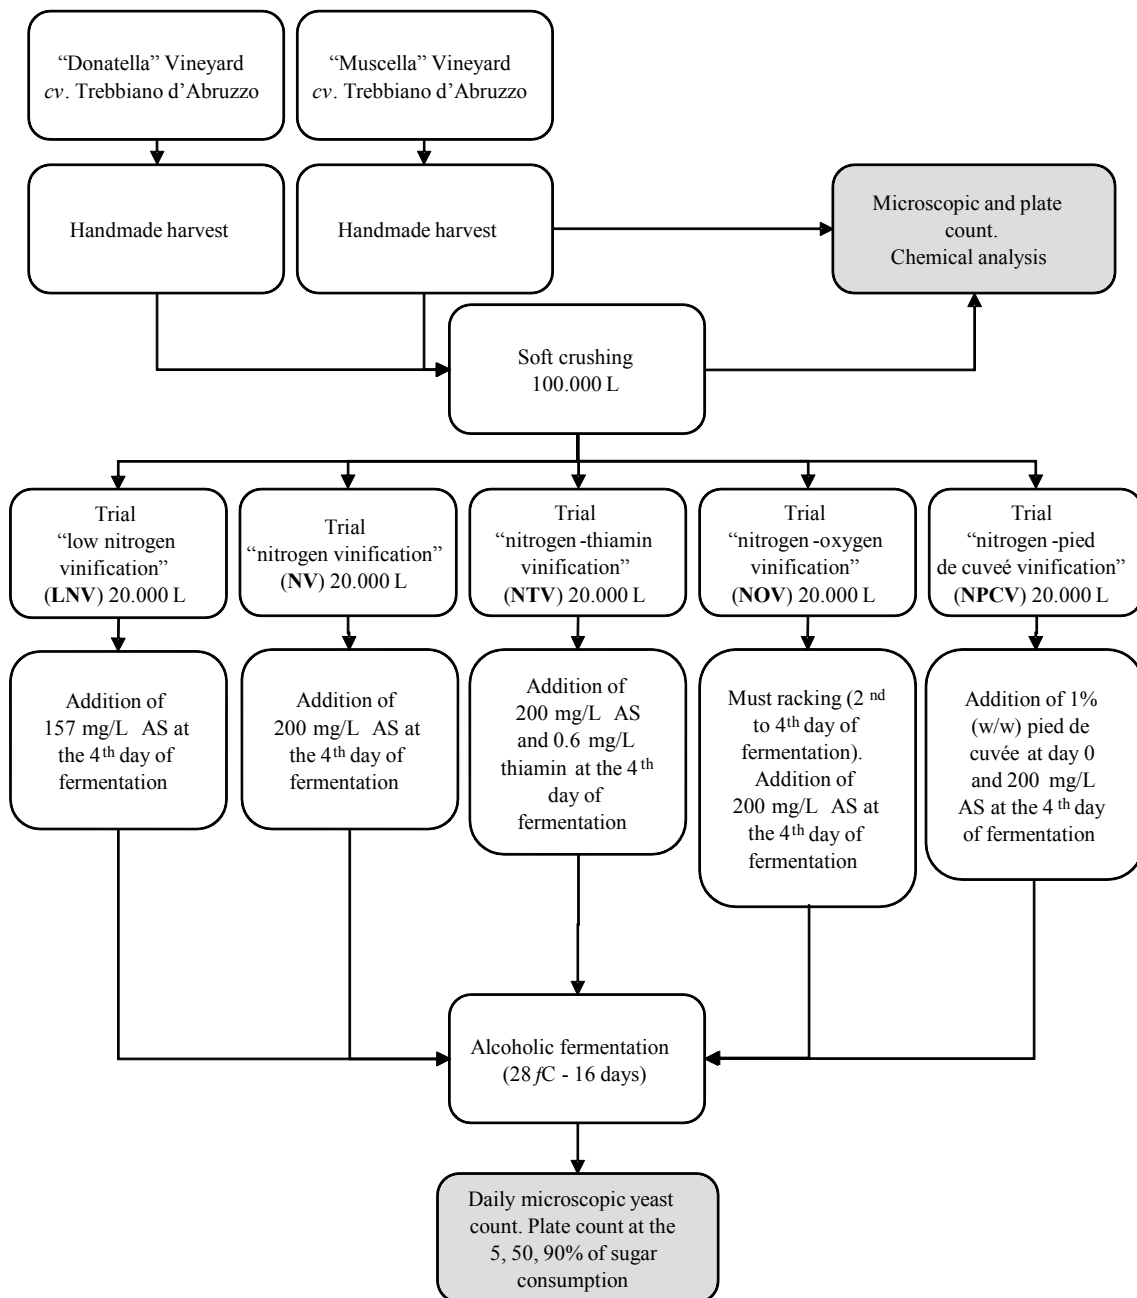 “Donatella” Vineyard
cv. Trebbiano d’Abruzzo
“Muscella” Vineyard
cv. Trebbiano d’Abruzzo
Handmade harvest
Handmade harvest
Microscopic and plate
count.
Chemical analysis
Soft crushing
100.000 L
Trial
“low nitrogen
vinification”
(LNV) 20.000 L
Trial
“nitrogen vinification”
(NV) 20.000 L
Trial
“nitrogen -thiamin
vinification”
(NTV) 20.000 L
Trial
“nitrogen -oxygen
vinification”
(NOV) 20.000 L
Trial
“nitrogen -pied
de cuveé vinification”
(NPCV) 20.000 L
Addition of
157 mg/L AS at
the 4th day of
fermentation
Addition of
200 mg/L AS at
the 4th day of
fermentation
Addition of
200 mg/L AS
and 0.6 mg/L
thiamin at the 4th
day of
fermentation
Must racking (2 nd
to 4th day of
fermentation).
Addition of
200 mg/L AS at
the 4th day of
fermentation
Addition of 1%
(w/w) pied de
cuvée at day 0
and 200 mg/L
AS at the 4th day
of fermentation
Alcoholic fermentation
(28 ƒC - 16 days)
Daily microscopic yeast
count. Plate count at the
5, 50, 90% of sugar
consumption